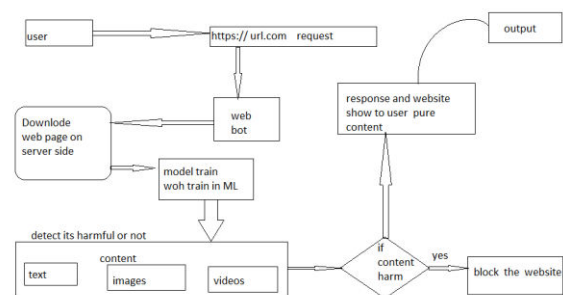 user
https:// url.com request
output
web
bot
response and website
show to user pure
content
Downlode
web page on
server side
model train
woh train in ML
detect its harmful or not
content
text
images
videos
if
content
harm
yes
block the website